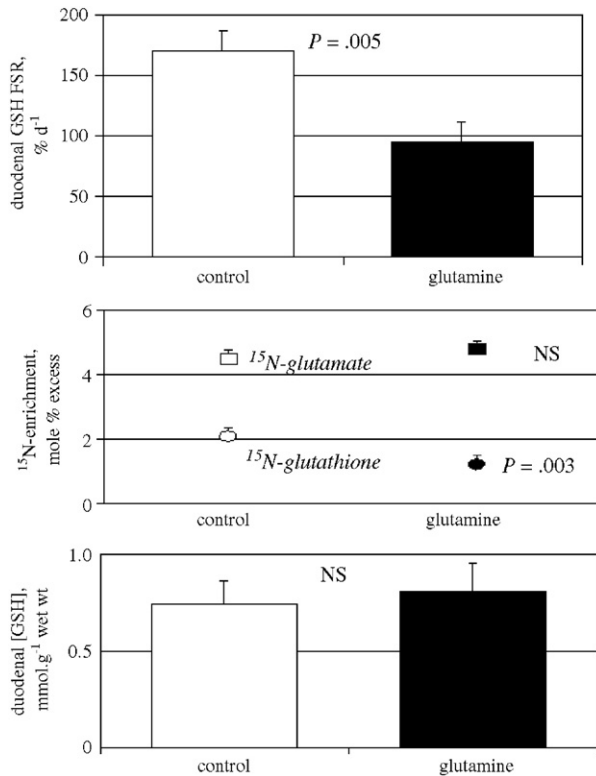 200
P = .005
150
duodenal GSH FSR,
% d-1
100
50
0
control glutamine
6
15N-glutamate
NS
15N-enrichment,
mole % excess
4
2
15N-glutathione
P = .003
0
control glutamine
1.0
NS
duodenal [GSH],
mmol.g-1 wet wt
0.5
0
control glutamine